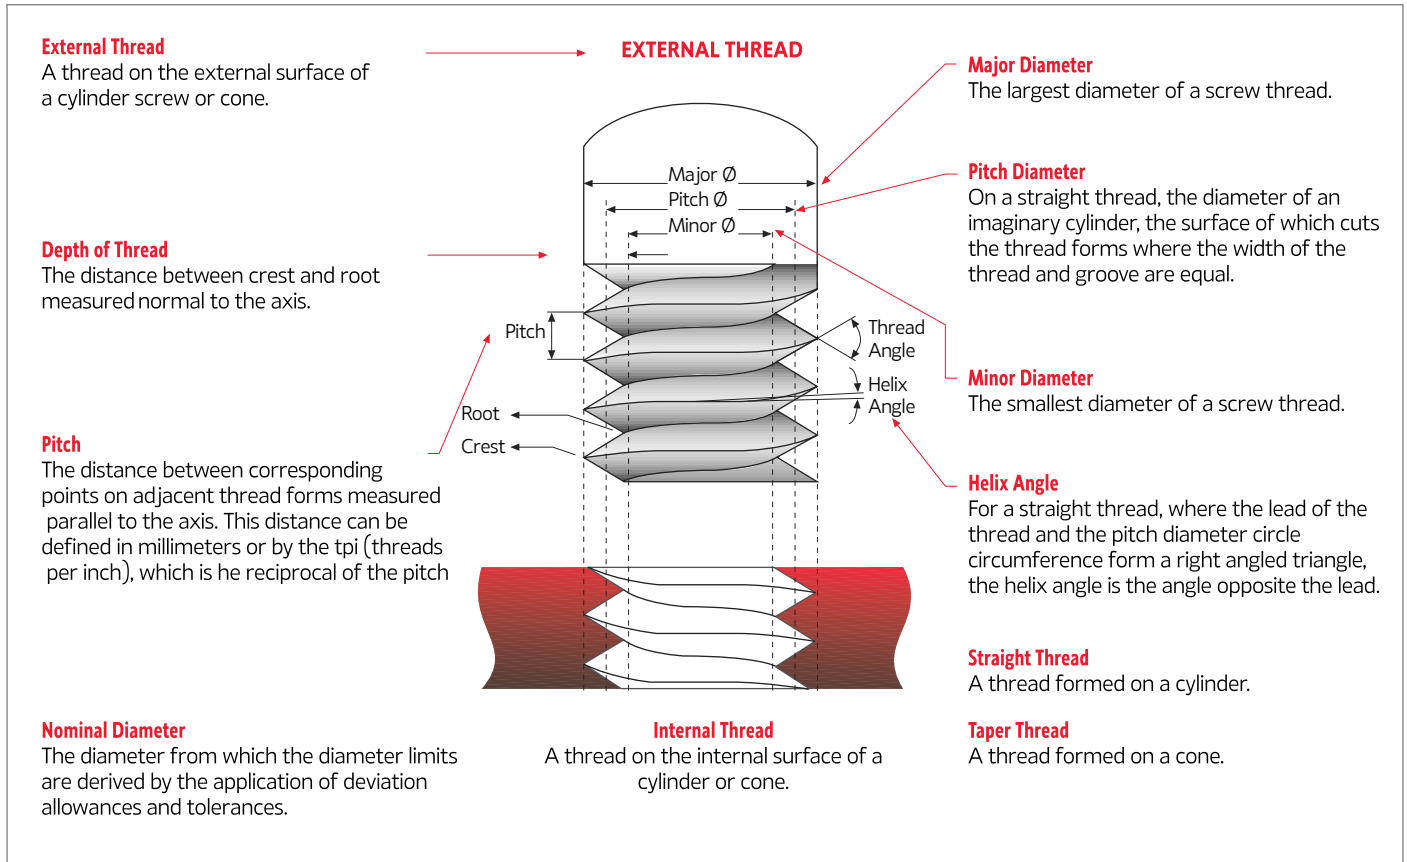 External Thread
A thread on the external surface of
a cylinder screw or cone.
EXTERNAL THREAD
Major Diameter
The largest diameter of a screw thread.
Pitch Diameter
On a straight thread, the diameter of an
imaginary cylinder, the surface of which cuts
the thread forms where the width of the
thread and groove are equal.
Major Ø
Pitch Ø
Minor Ø
Depth of Thread
The distance between crest and root
measured normal to the axis.
Pitch
Thread
Angle
Helix
Angle
Root
Crest
Minor Diameter
The smallest diameter of a screw thread.
Pitch
The distance between corresponding
points on adjacent thread forms measured
parallel to the axis. This distance can be
defined in millimeters or by the tpi (threads
per inch), which is he reciprocal of the pitch
Helix Angle
For a straight thread, where the lead of the
thread and the pitch diameter circle
circumference form a right angled triangle,
the helix angle is the angle opposite the lead.
Straight Thread
A thread formed on a cylinder.
Nominal Diameter
The diameter from which the diameter limits
are derived by the application of deviation
allowances and tolerances.
Internal Thread
A thread on the internal surface of a
cylinder or cone.
Taper Thread
A thread formed on a cone.